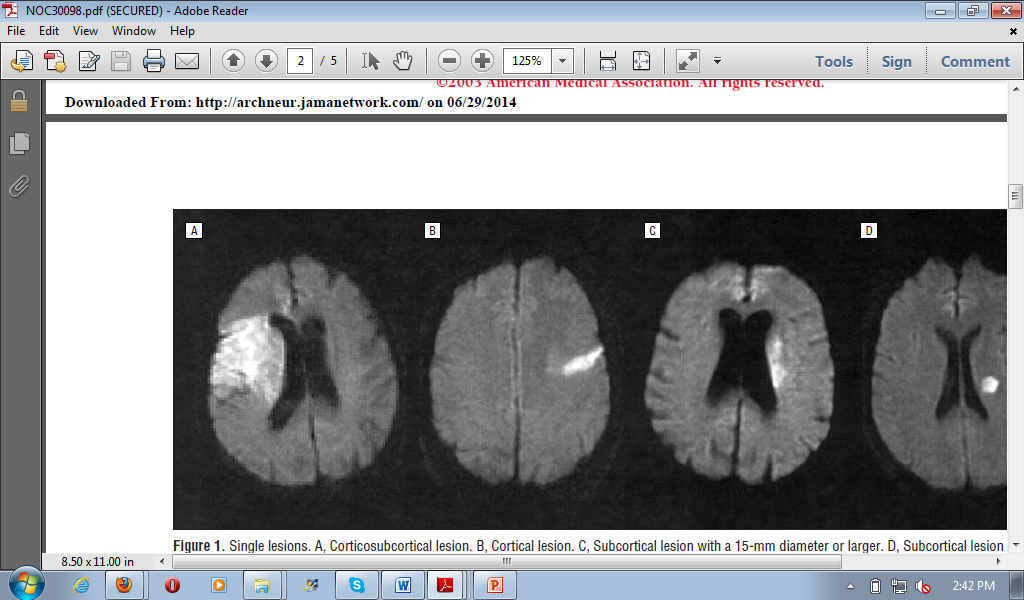 NOC30098.pdf (SECURED) - Adobe Reader
File Edit View Window Help
2 / 5 125% Tools Sign Comment
©2003 American Medical Association. All rights reserved.
Downloaded From: http://archneur.jamanetwork.com/ on 06/29/2014
A B C D
Figure 1. Single lesions. A, Corticosubcortical lesion. B, Cortical lesion. C, Subcortical lesion with a 15-mm diameter or larger. D, Subcortical lesion
8.50 x 11.00 in
2:42 PM